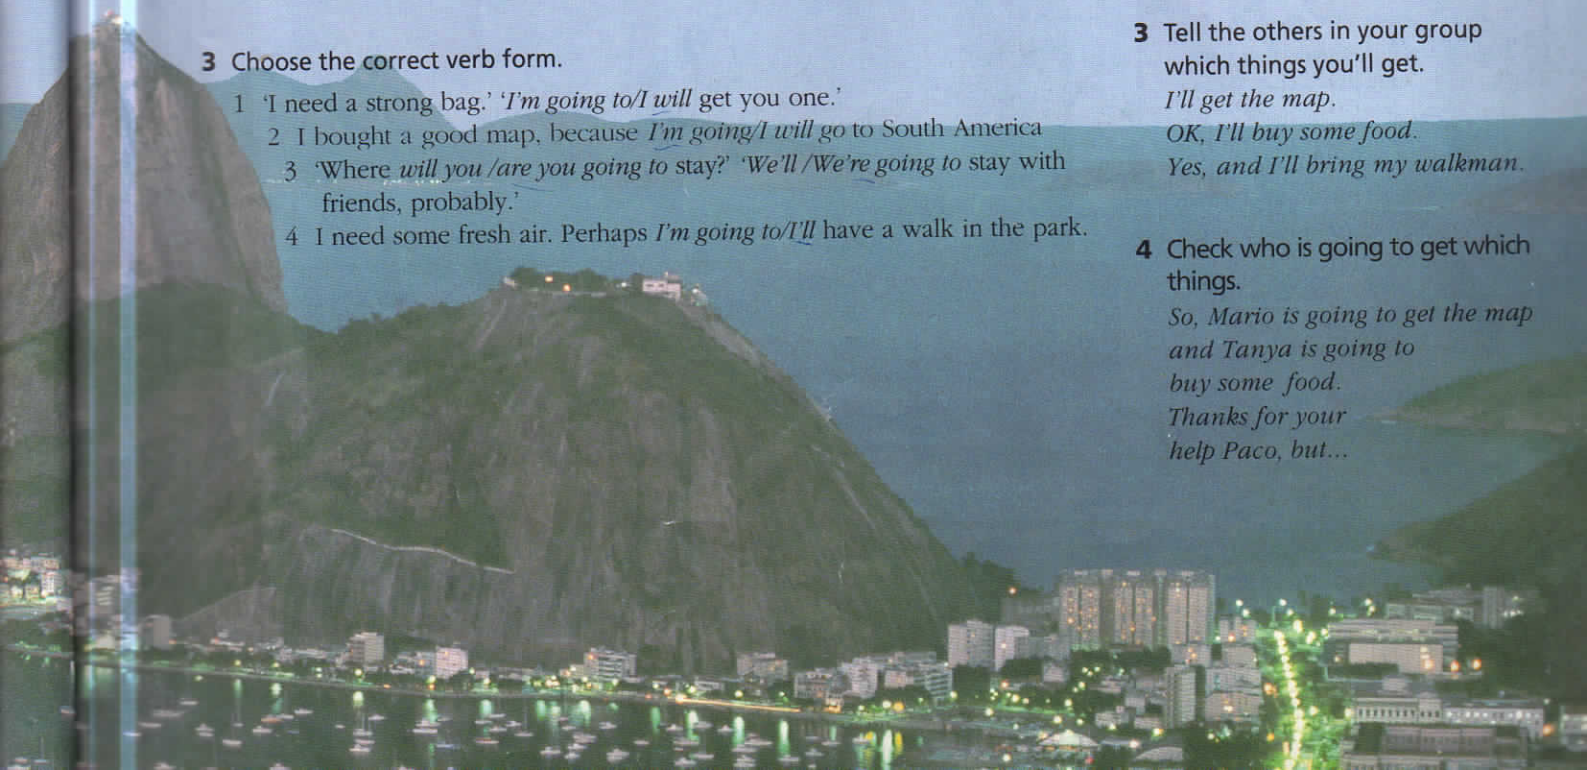 3 Choose the correct verb form.
1 ‘I need a strong bag.’ ‘I’m going to/I will get you one.’
2 I bought a good map, because I’m going/I will go to South America
3 ‘Where will you /are you going to stay?’ ‘We’ll /We’re going to stay with
friends, probably.’
4 I need some fresh air. Perhaps I’m going to/I’ll have a walk in the park.
3 Tell the others in your group
which things you’ll get.
I’ll get the map.
OK, I’ll buy some food.
Yes, and I’ll bring my walkman.
4 Check who is going to get which
things.
So, Mario is going to get the map
and Tanya is going to
buy some food.
Thanks for your
help Paco, but...